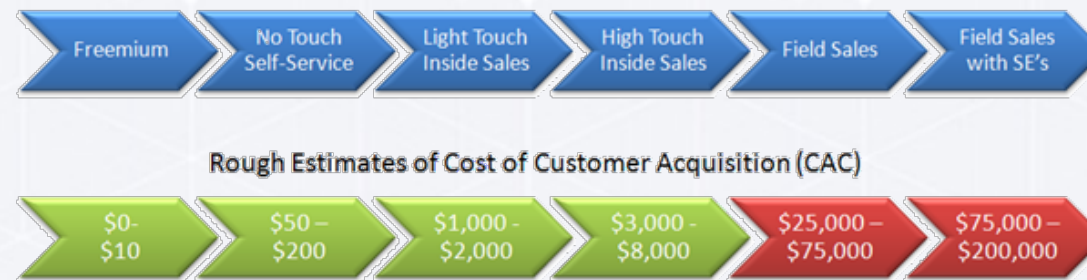 Freemium
No Touch
Self-Service
Light Touch
Inside Sales
High Touch
Inside Sales
Field Sales
Field Sales
with SE's
Rough Estimates of Cost of Customer Acquisition (CAC)
$0-
$10
$50 –
$200
$1,000 -
$2,000
$3,000 -
$8,000
$25,000 –
$75,000
$75,000 –
$200,000